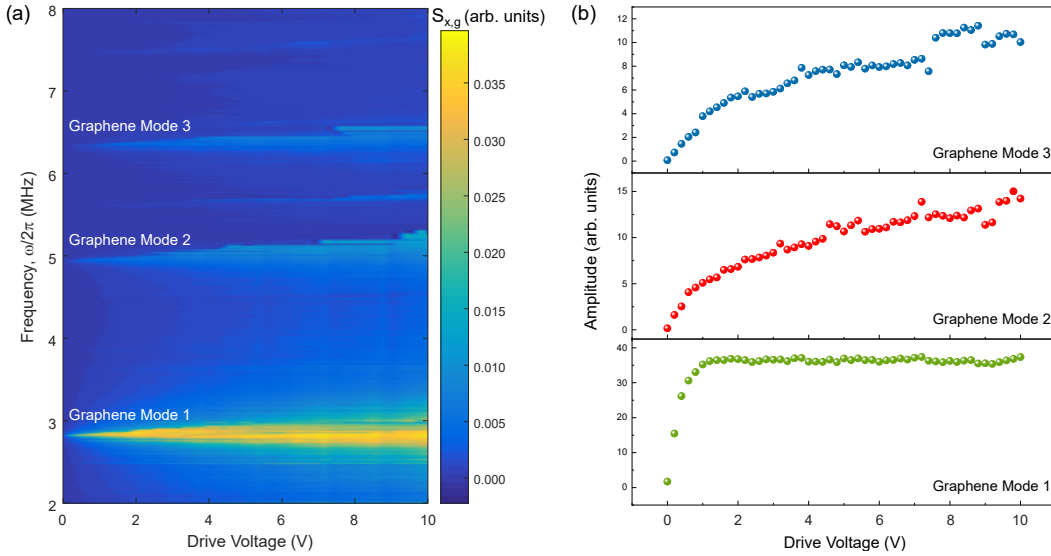 (a)
S_x,g (arb. units)
8
7
6
5
4
3
2
Frequency, ω/2π (MHz)
Graphene Mode 3
Graphene Mode 2
Graphene Mode 1
0 2 4 6 8 10
Drive Voltage (V)
0.035
0.030
0.025
0.020
0.015
0.010
0.005
0.000
(b)
Amplitude (arb. units)
12
10
8
6
4
2
0
Graphene Mode 3
15
10
5
0
Graphene Mode 2
40
30
20
10
0
Graphene Mode 1
0 2 4 6 8 10
Drive Voltage (V)